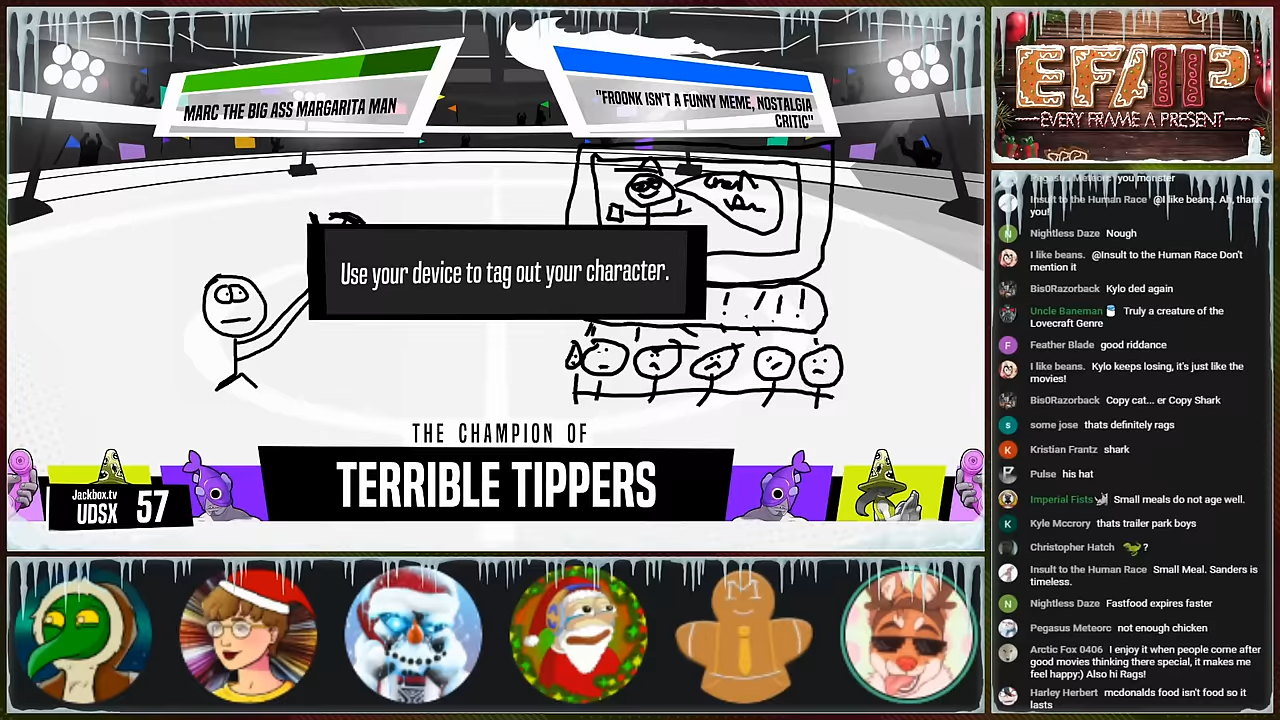 MARC THE BIG ASS MARGARITA MAN
"FROONK ISN'T A FUNNY MEME, NOSTALGIA
CRITIC"
Use your device to tag out your character.
THE CHAMPION OF
TERRIBLE TIPPERS
Jackbox.tv
UDSX 57
EFAP
EVERY FRAME A PRESENT
you monster
Insult to the Human Race @I like beans. Ah, thank
you!
Nightless Daze Nough
I like beans. @Insult to the Human Race Don't
mention it
Bis0Razorback Kylo ded again
Uncle Baneman Truly a creature of the
Lovecraft Genre
Feather Blade good riddance
I like beans. Kylo keeps losing, it's just like the
movies!
Bis0Razorback Copy cat... er Copy Shark
some jose thats definitely rags
Kristian Frantz shark
Pulse his hat
Imperial Fists Small meals do not age well.
Kyle Mccrory thats trailer park boys
Christopher Hatch ?
Insult to the Human Race Small Meal. Sanders is
timeless.
Nightless Daze Fastfood expires faster
Pegasus Meteorc not enough chicken
Arctic Fox 0406 I enjoy it when people come after
good movies thinking there special, it makes me
feel happy:) Also hi Rags!
Harley Herbert mcdonalds food isn't food so it
lasts